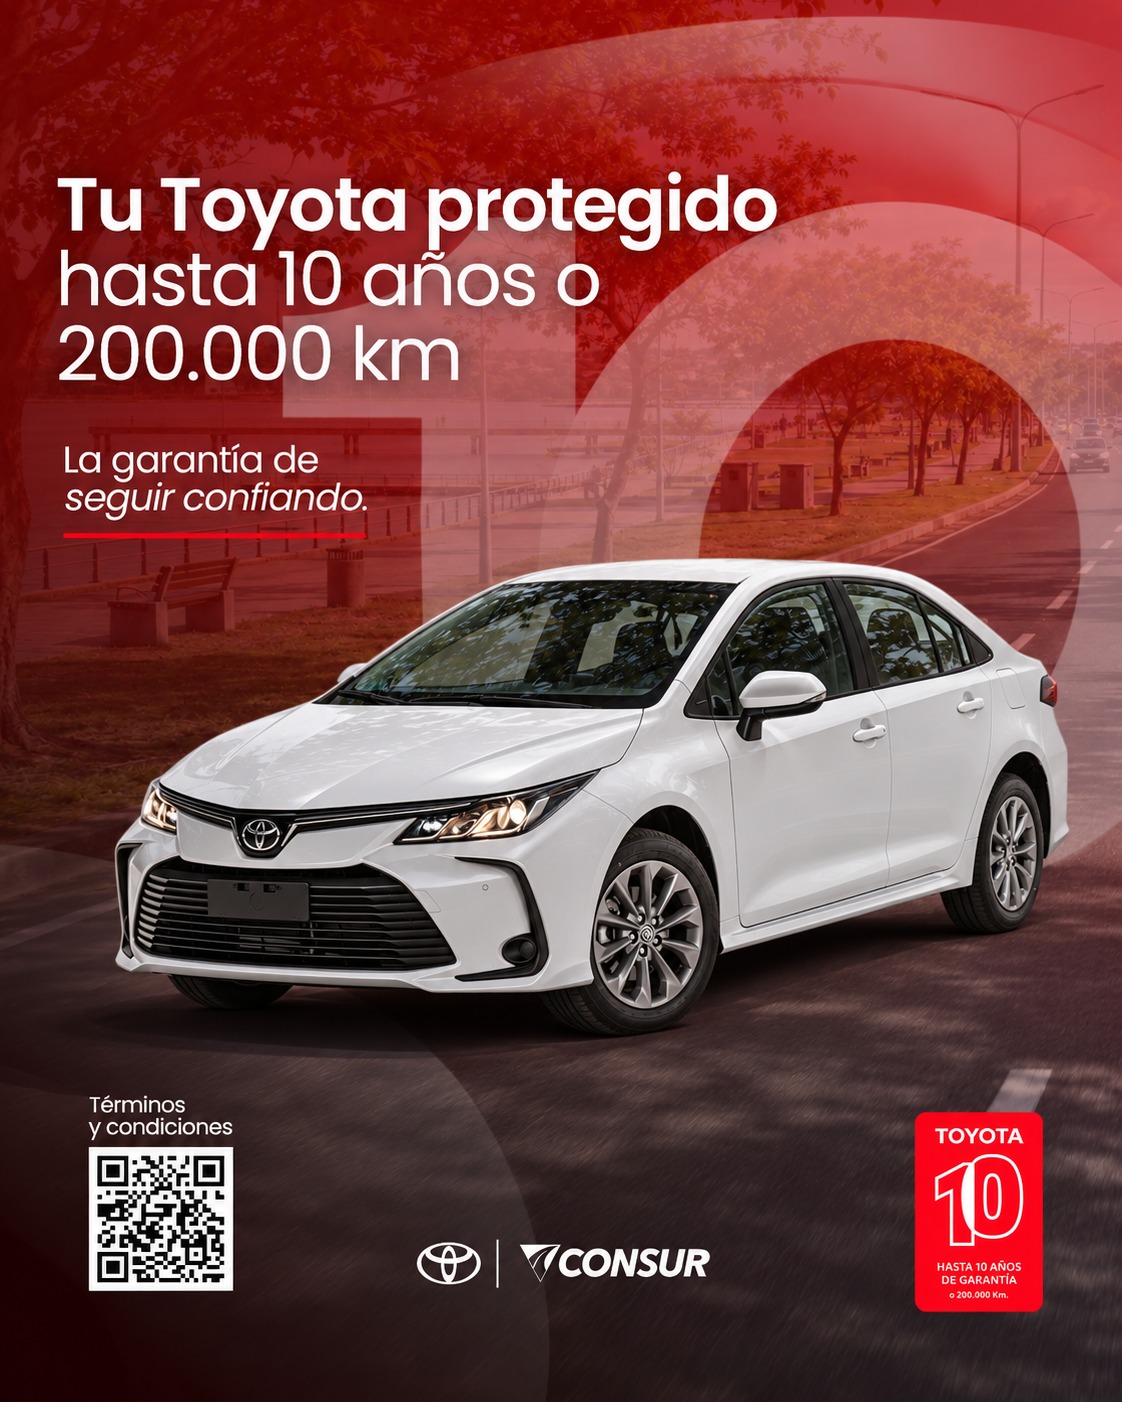 Tu Toyota protegido
hasta 10 años o
200.000 km
La garantía de
seguir confiando.
10
Términos
y condiciones
CONSUR
TOYOTA
10
HASTA 10 AÑOS
DE GARANTÍA
o 200.000 Km.